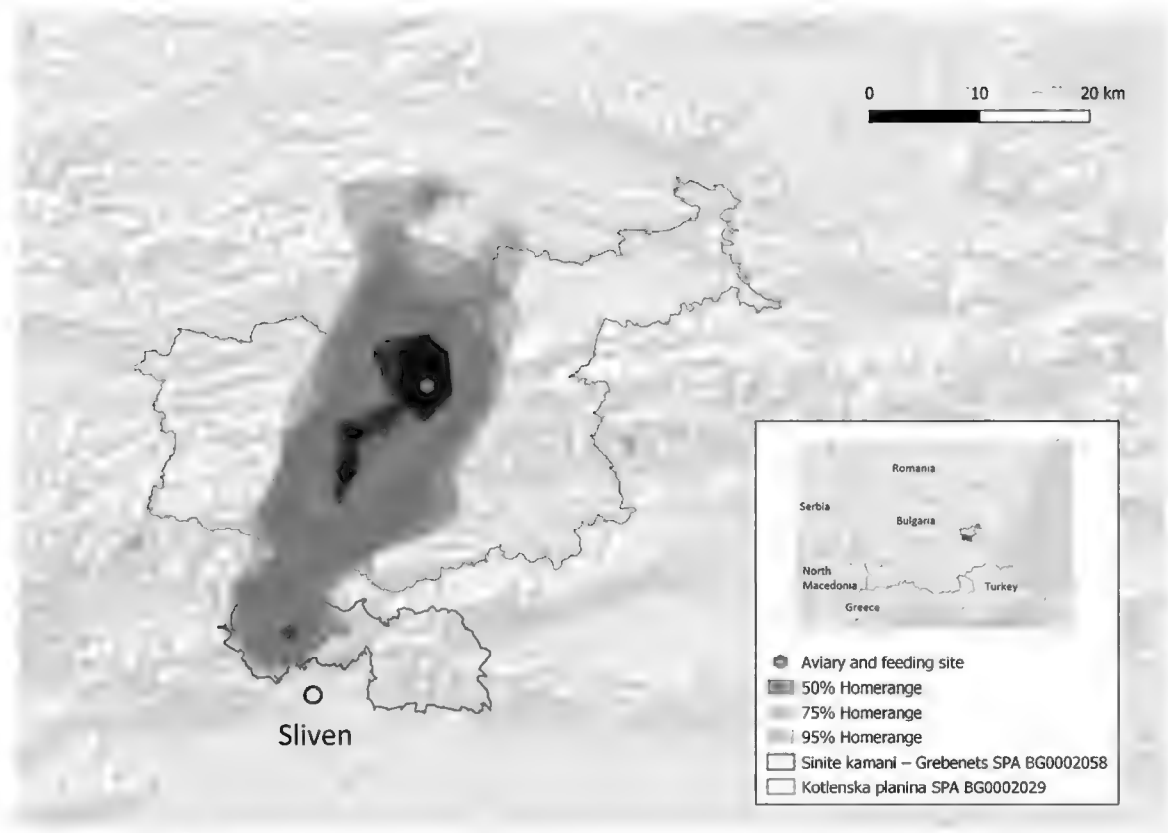 0 10 20 km
Sliven
Romania
Serbia
Bulgaria
North
Macedonia
Turkey
Greece
Aviary and feeding site
50% Homerange
75% Homerange
95% Homerange
Sinite kamani – Grebenets SPA BG0002058
Kotlenska planina SPA BG0002029